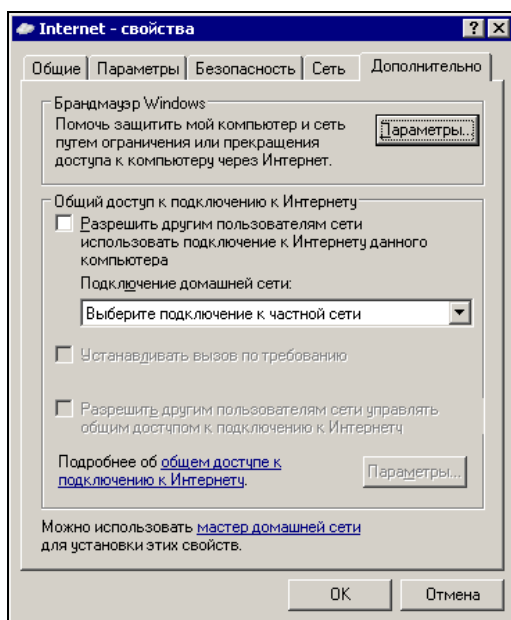 Internet - свойства
Общие
Параметры
Безопасность
Сеть
Дополнительно
Брандмауэр Windows
Помочь защитить мой компьютер и сеть
путем ограничения или прекращения
доступа к компьютеру через Интернет.
Параметры...
Общий доступ к подключению к Интернету
Разрешить другим пользователям сети
использовать подключение к Интернету данного
компьютера
Подключение домашней сети:
Выберите подключение к частной сети
Устанавливать вызов по требованию
Разрешить другим пользователям сети управлять
общим доступом к подключению к Интернету
Подробнее об общем доступе к
подключению к Интернету.
Параметры...
Можно использовать мастер домашней сети
для установки этих свойств.
OK
Отмена